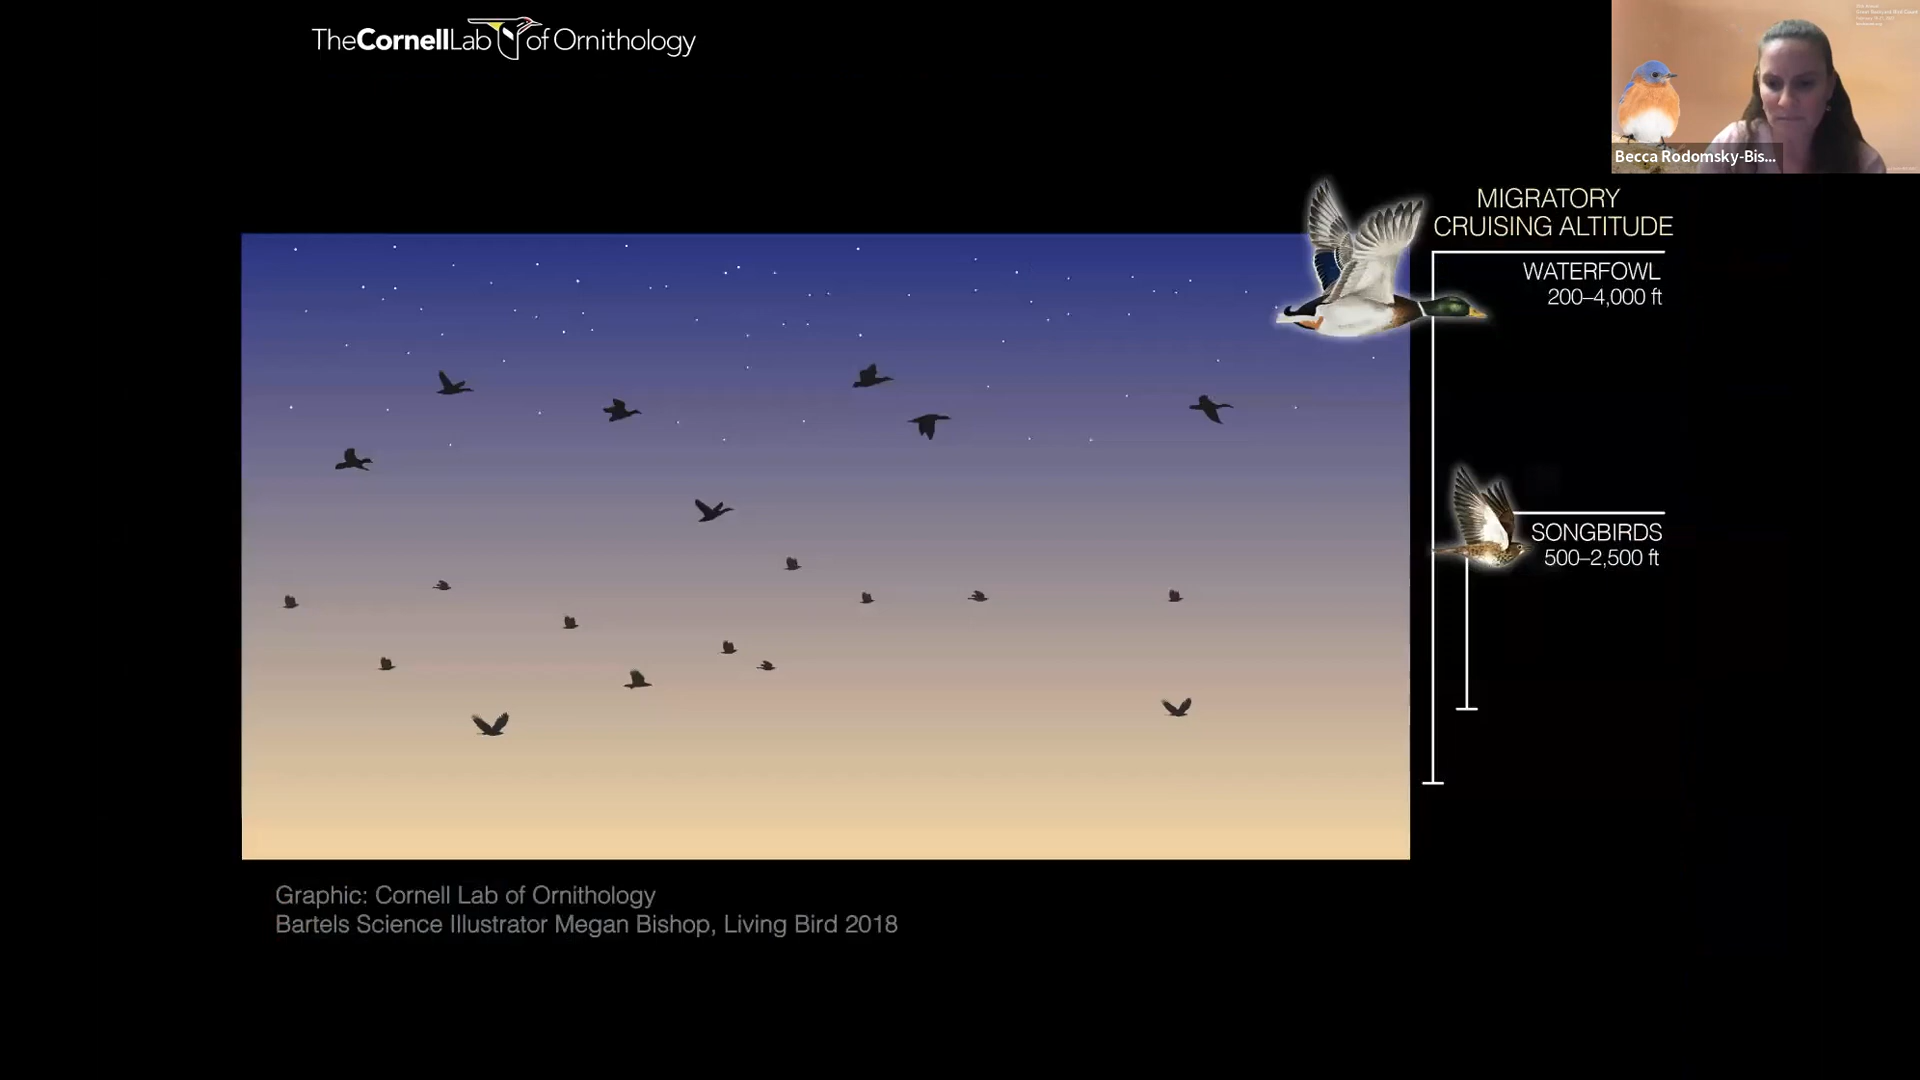 TheCornellLab of Ornithology
Becca Rodomsky-Bis...
MIGRATORY
CRUISING ALTITUDE
WATERFOWL
200–4,000 ft
SONGBIRDS
500–2,500 ft
Graphic: Cornell Lab of Ornithology
Bartels Science Illustrator Megan Bishop, Living Bird 2018